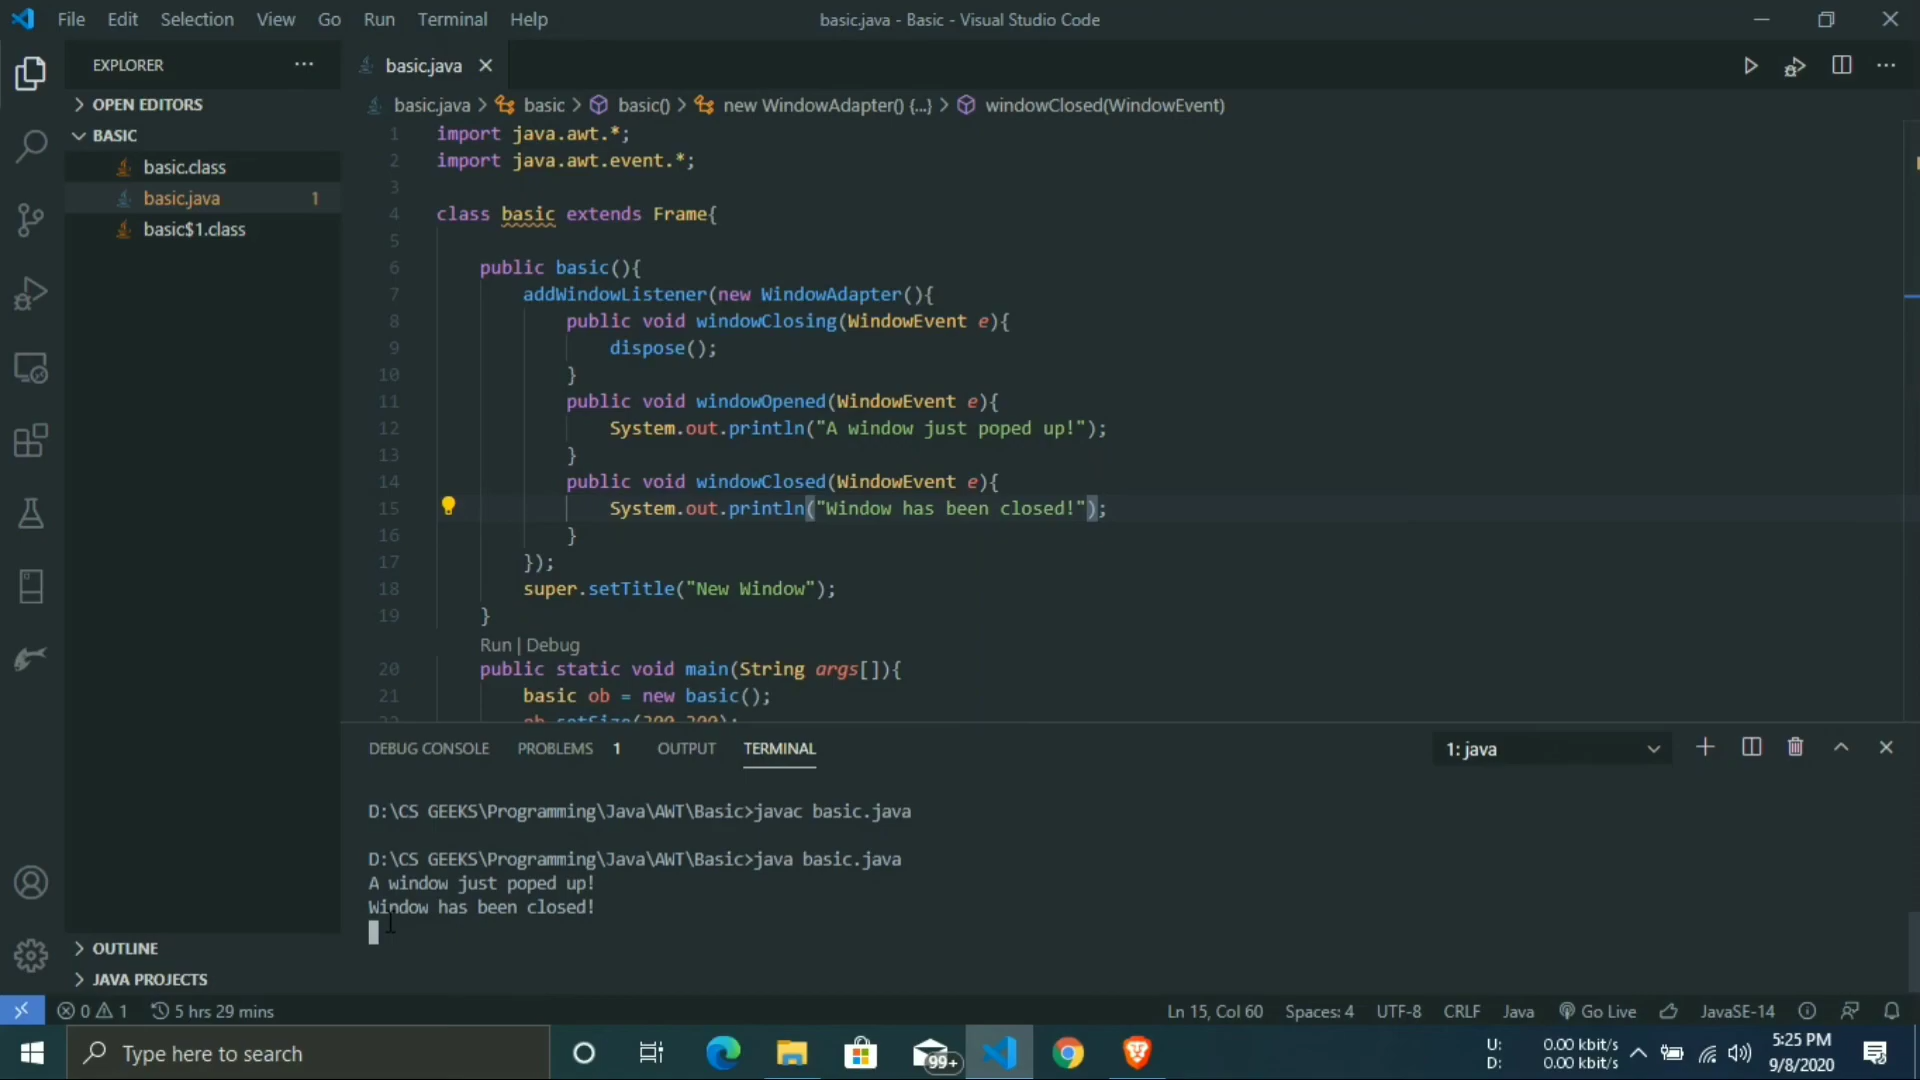 File Edit Selection View Go Run Terminal Help
basic.java - Basic - Visual Studio Code
EXPLORER
OPEN EDITORS
BASIC
basic.class
basic.java 1
basic$1.class
OUTLINE
JAVA PROJECTS
basic.java
basic.java > basic > basic() > new WindowAdapter() {...} > windowClosed(WindowEvent)
1 import java.awt.*;
2 import java.awt.event.*;
3
4 class basic extends Frame{
5
6 public basic(){
7 addWindowListener(new WindowAdapter(){
8 public void windowClosing(WindowEvent e){
9 dispose();
10 }
11 public void windowOpened(WindowEvent e){
12 System.out.println("A window just poped up!");
13 }
14 public void windowClosed(WindowEvent e){
15 System.out.println("Window has been closed!");
16 }
17 });
18 super.setTitle("New Window");
19 }
Run | Debug
20 public static void main(String args[]){
21 basic ob = new basic();
DEBUG CONSOLE PROBLEMS 1 OUTPUT TERMINAL
1: java
D:\CS GEEKS\Programming\Java\AWT\Basic>javac basic.java
D:\CS GEEKS\Programming\Java\AWT\Basic>java basic.java
A window just poped up!
Window has been closed!
0 1 5 hrs 29 mins
Ln 15, Col 60 Spaces: 4 UTF-8 CRLF Java Go Live JavaSE-14
Type here to search
99+
U: 0.00 kbit/s
D: 0.00 kbit/s
5:25 PM
9/8/2020